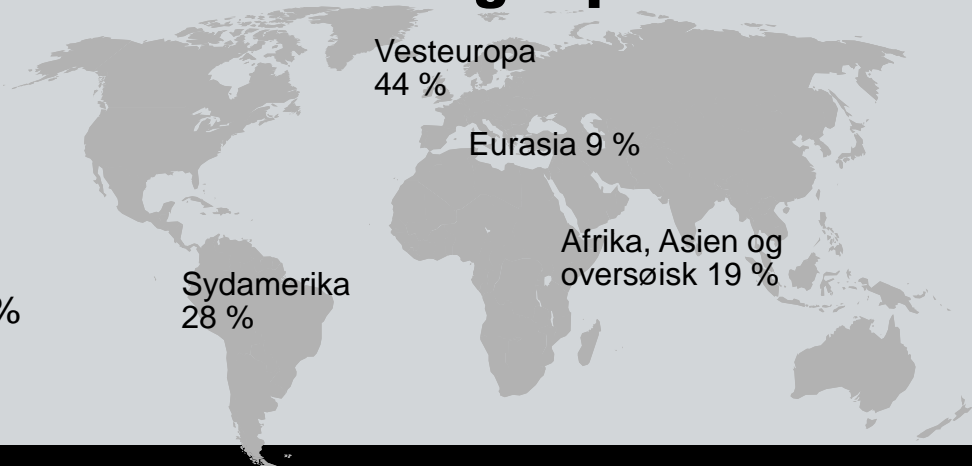 Vesteuropa
44 %
Eurasia 9 %
Afrika, Asien og
oversøisk 19 %
Sydamerika
28 %
%